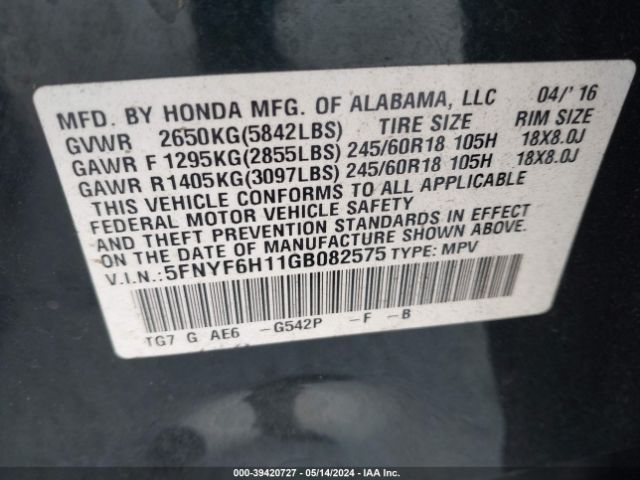 MFD. BY HONDA MFG. OF ALABAMA, LLC 04/'16
GVWR 2650KG(5842LBS) TIRE SIZE RIM SIZE
GAWR F 1295KG(2855LBS) 245/60R18 105H 18X8.0J
GAWR R1405KG(3097LBS) 245/60R18 105H 18X8.0J
THIS VEHICLE CONFORMS TO ALL APPLICABLE
FEDERAL MOTOR VEHICLE SAFETY
AND THEFT PREVENTION STANDARDS IN EFFECT
ON THE DATE OF MANUFACTURE SHOWN ABOVE.
V.I.N.:5FNYF6H11GB082575 TYPE: MPV
TG7 G AE6 -G542P -F -B
000-39420727 - 05/14/2024 - IAA Inc.